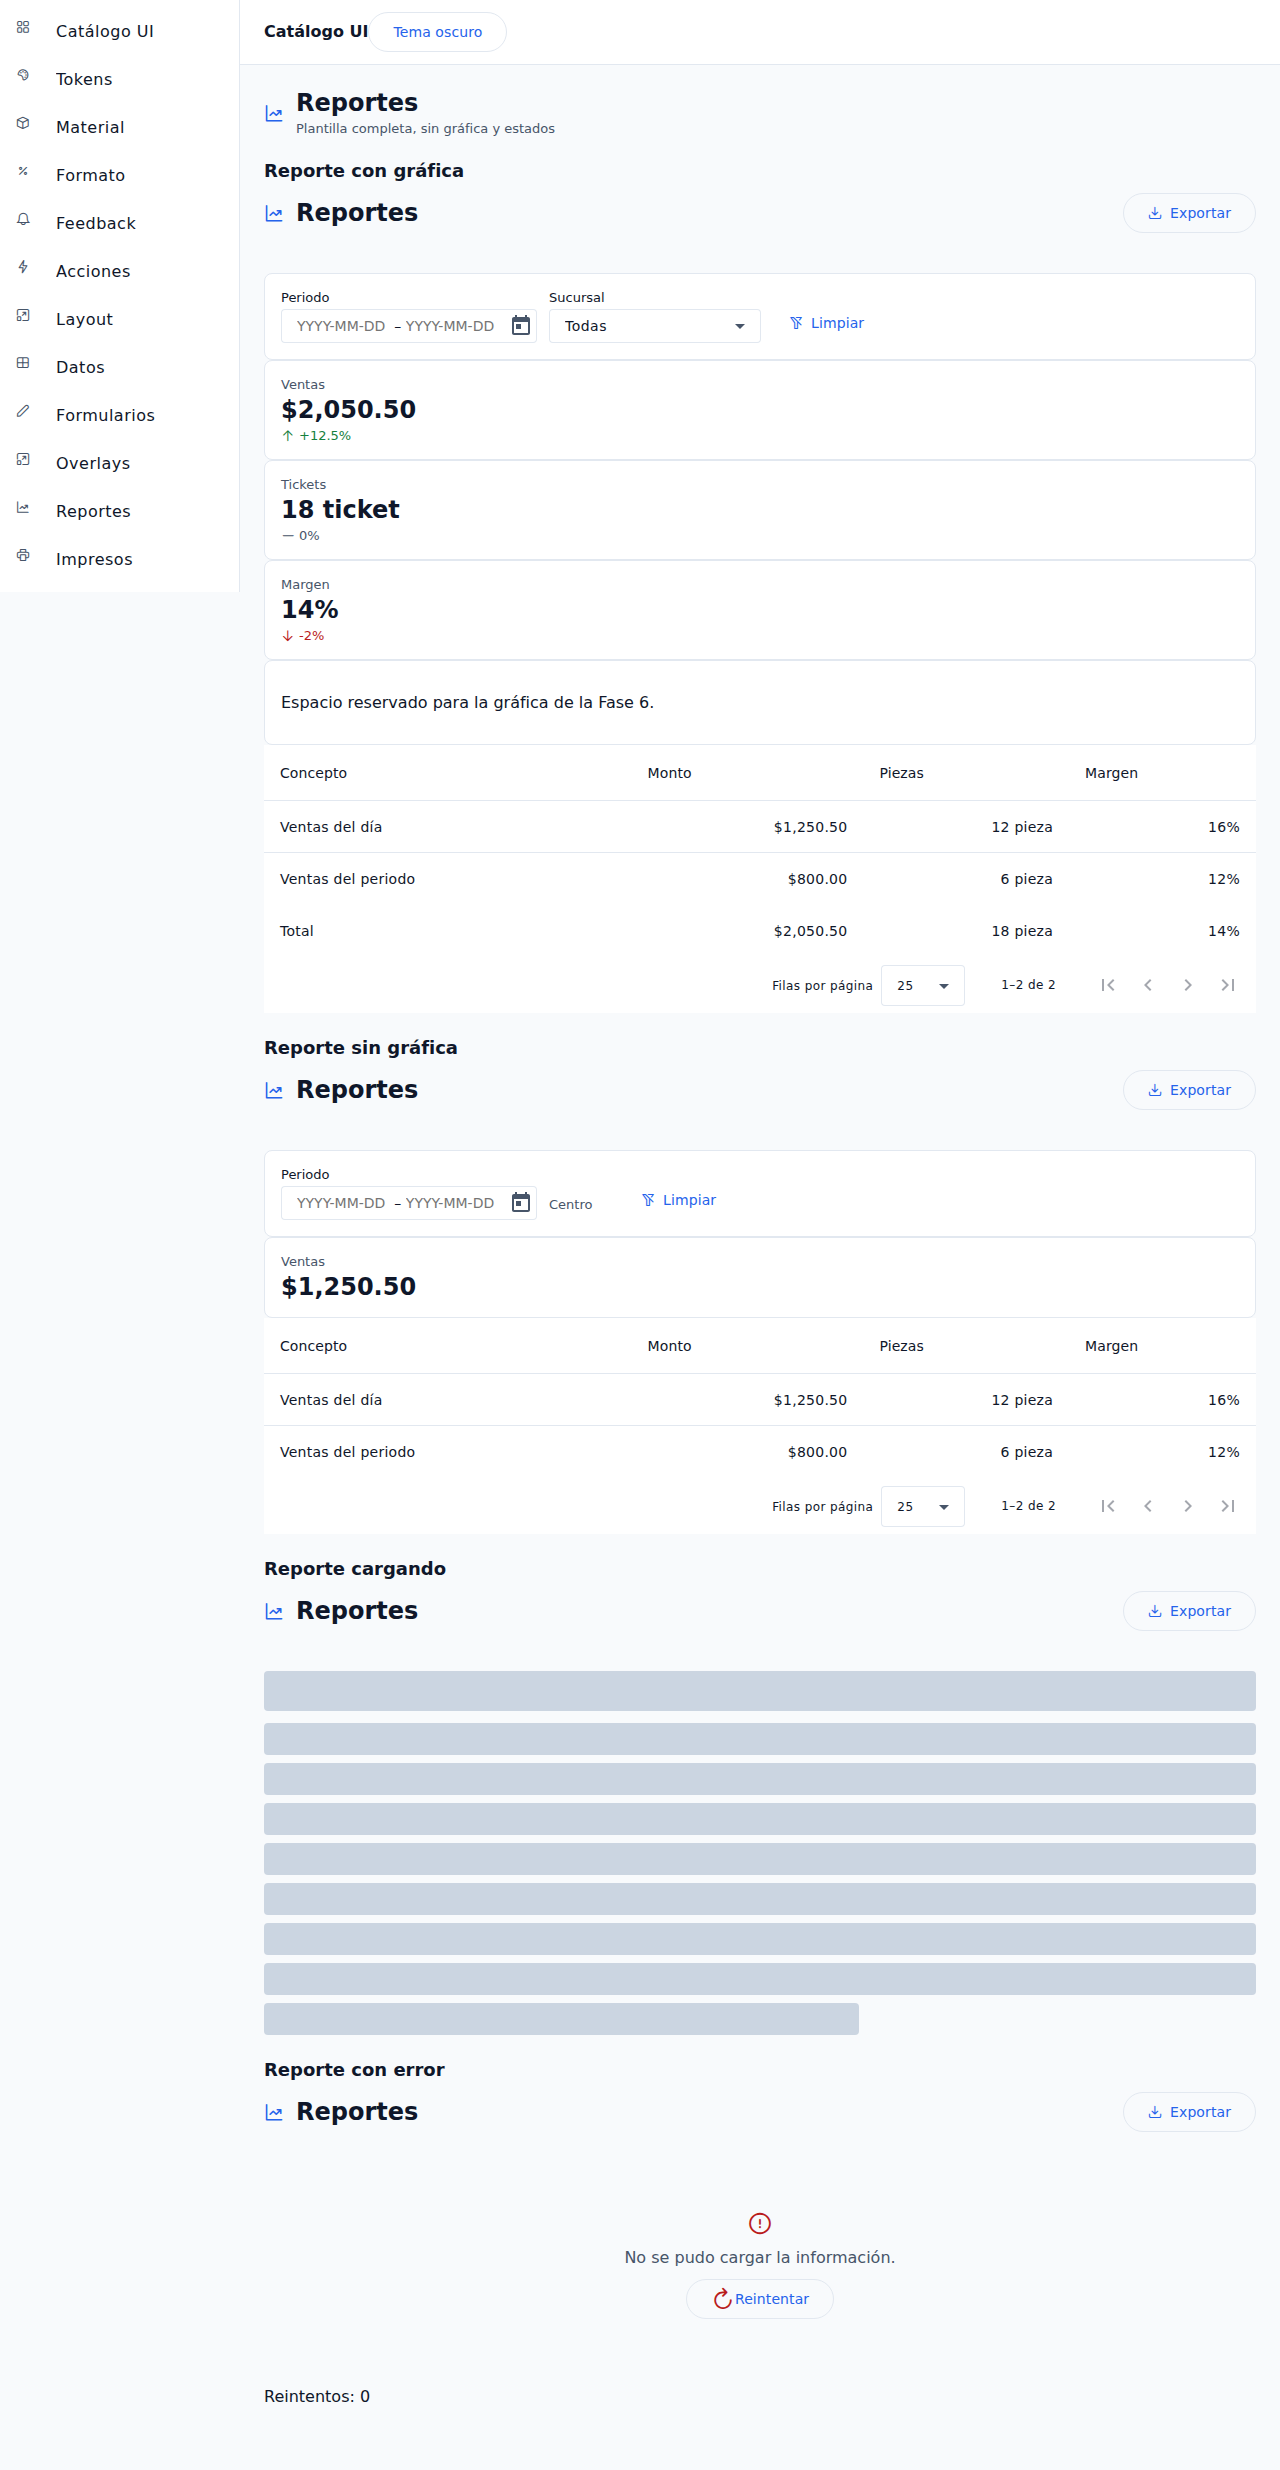 Catálogo UI
Tokens
Material
Formato
Feedback
Acciones
Layout
Datos
Formularios
Overlays
Reportes
Impresos
Catálogo UI Tema oscuro
Reportes
Plantilla completa, sin gráfica y estados
Reporte con gráfica
Reportes Exportar
Periodo Sucursal
YYYY-MM-DD – YYYY-MM-DD Todas Limpiar
Ventas
$2,050.50
+12.5%
Tickets
18 ticket
0%
Margen
14%
-2%
Espacio reservado para la gráfica de la Fase 6.
Concepto Monto Piezas Margen
Ventas del día $1,250.50 12 pieza 16%
Ventas del periodo $800.00 6 pieza 12%
Total $2,050.50 18 pieza 14%
Filas por página 25 1–2 de 2
Reporte sin gráfica
Reportes Exportar
Periodo
YYYY-MM-DD – YYYY-MM-DD Centro Limpiar
Ventas
$1,250.50
Concepto Monto Piezas Margen
Ventas del día $1,250.50 12 pieza 16%
Ventas del periodo $800.00 6 pieza 12%
Filas por página 25 1–2 de 2
Reporte cargando
Reportes Exportar
Reporte con error
Reportes Exportar
No se pudo cargar la información.
Reintentar
Reintentos: 0